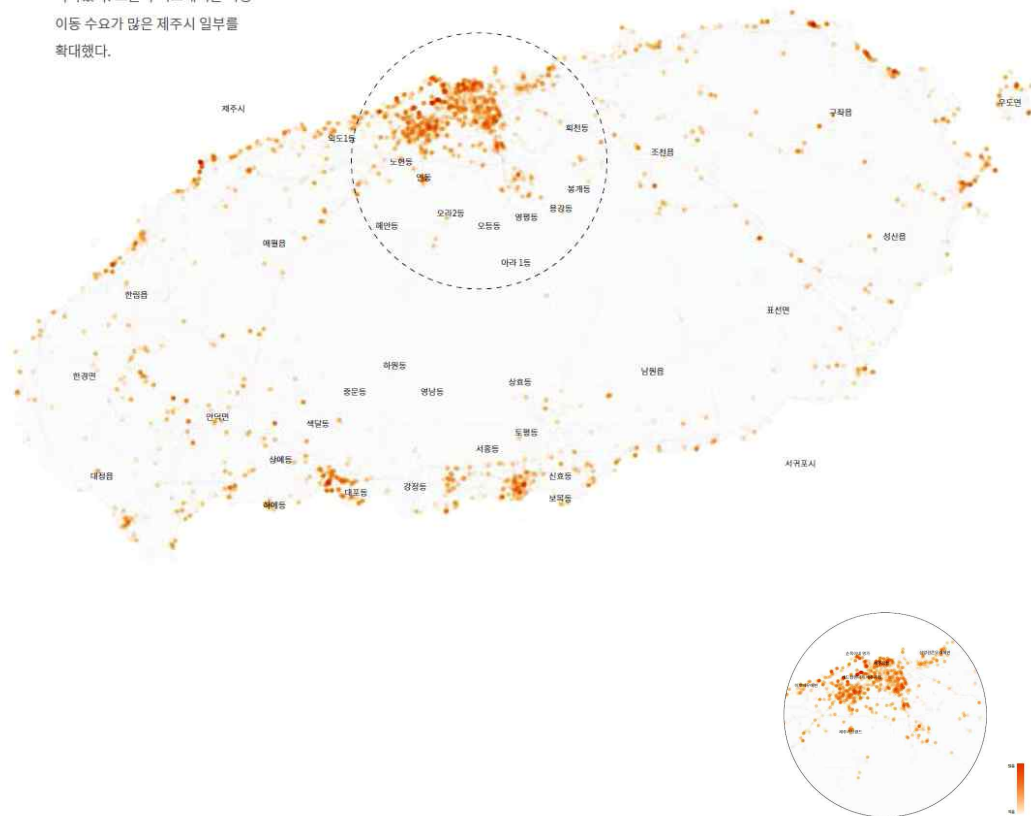 이동 수요가 많은 제주시 일부를
확대했다.
우도면
제주시
구좌읍
회천동
외도1동
조천읍
노형동
연동
봉개동
용강동
오라2동
영평동
해안동
오등동
성산읍
애월읍
아라 1동
한림읍
표선면
하원동
남원읍
한경면
상효동
중문동
영남동
안덕면
색달동
토평동
서홍동
상예동
서귀포시
대정읍
신효동
강정동
대포동
보목동
하예동